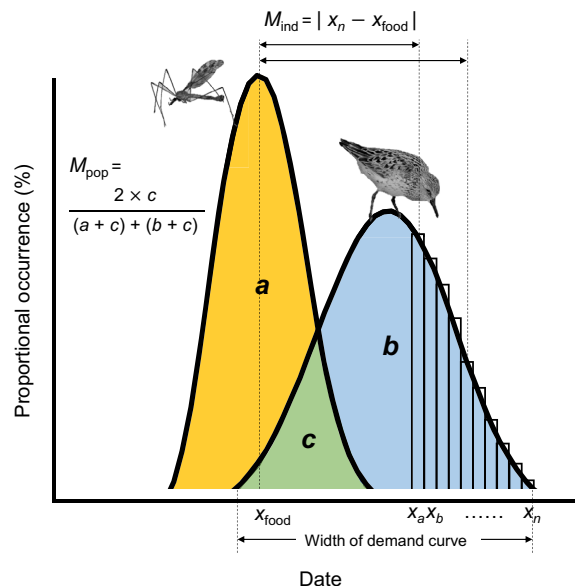 M_ind = | x_n − x_food |
M_pop =
2 × c
(a + c) + (b + c)
Proportional occurrence (%)
a
b
c
x_food
x_a x_b ...... x_n
Width of demand curve
Date